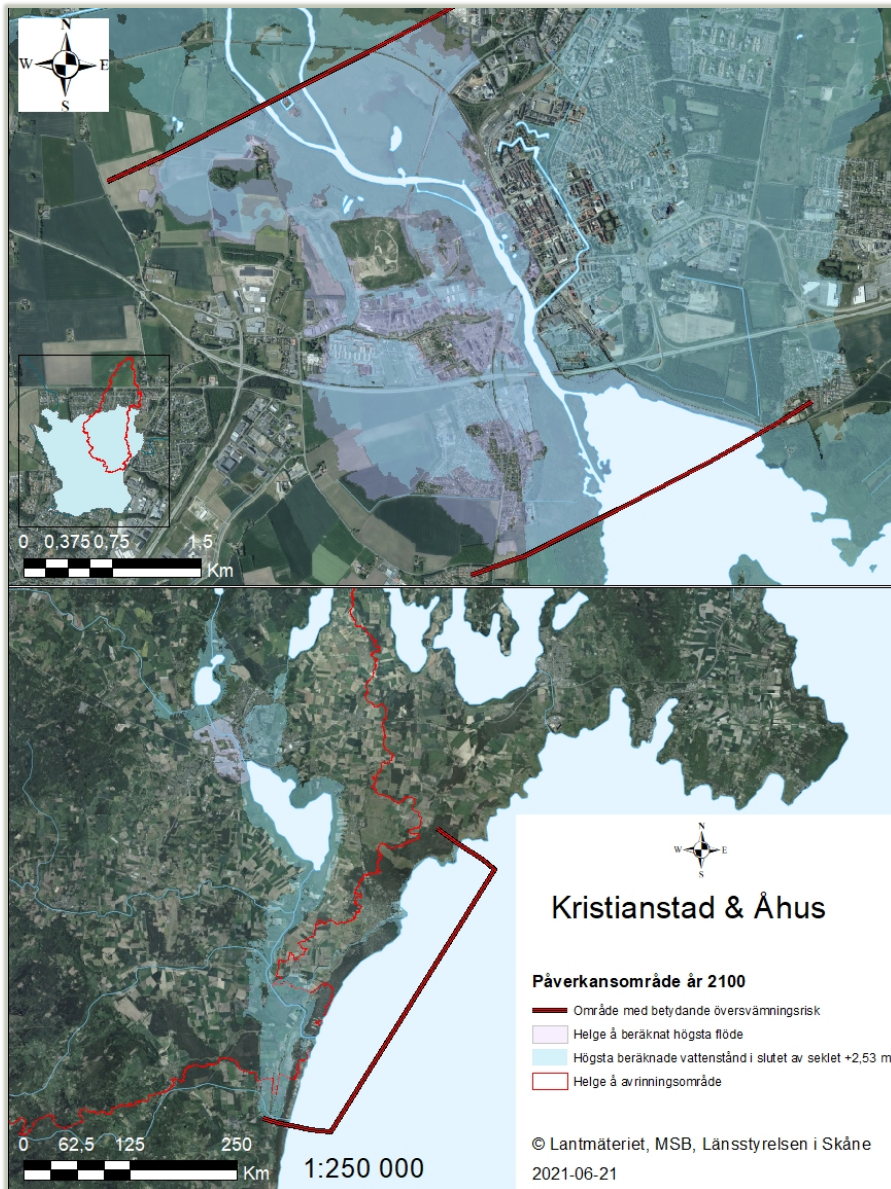 N
W E
S
0 0,375 0,75 1,5
Km
N
W E
S
Kristianstad & Åhus
Påverkansområde år 2100
Område med betydande översvämningsrisk
Helge å beräknat högsta flöde
Högsta beräknade vattenstånd i slutet av seklet +2,53 m
Helge å avrinningsområde
0 62,5 125 250
Km
1:250 000
© Lantmäteriet, MSB, Länsstyrelsen i Skåne
2021-06-21